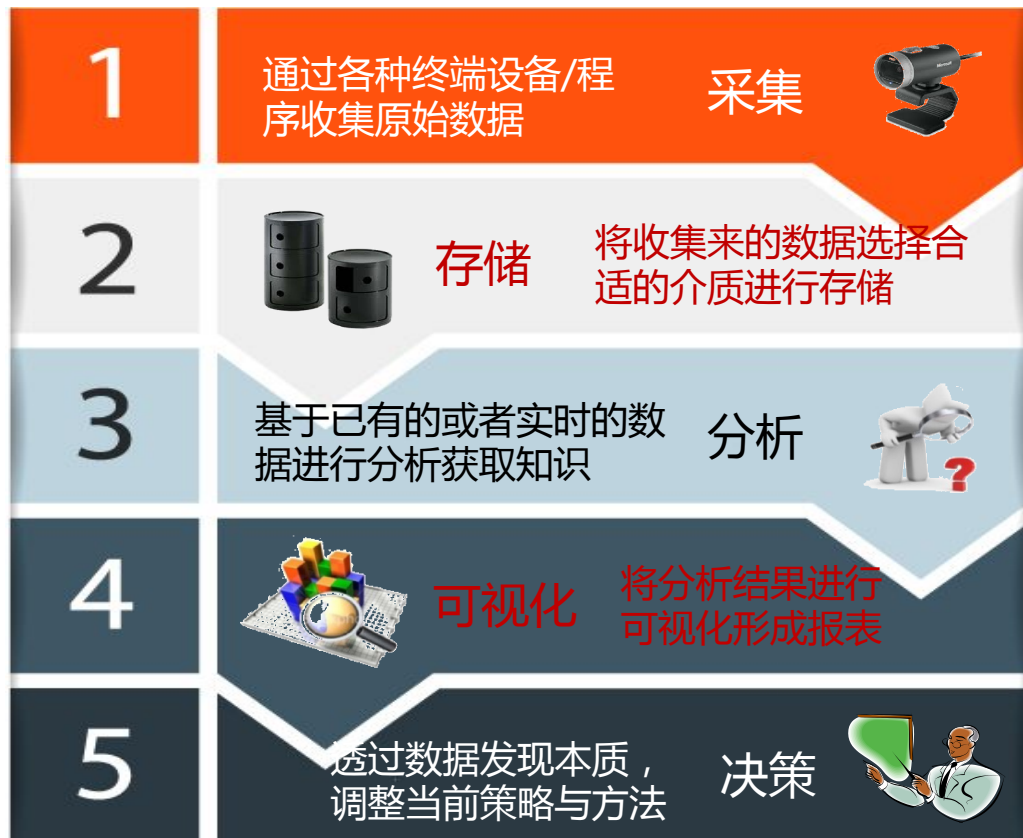 1
通过各种终端设备/程
序收集原始数据
采集
2
存储
将收集来的数据选择合
适的介质进行存储
3
基于已有的或者实时的数
据进行分析获取知识
分析
4
可视化
将分析结果进行
可视化形成报表
5
透过数据发现本质，
调整当前策略与方法
决策